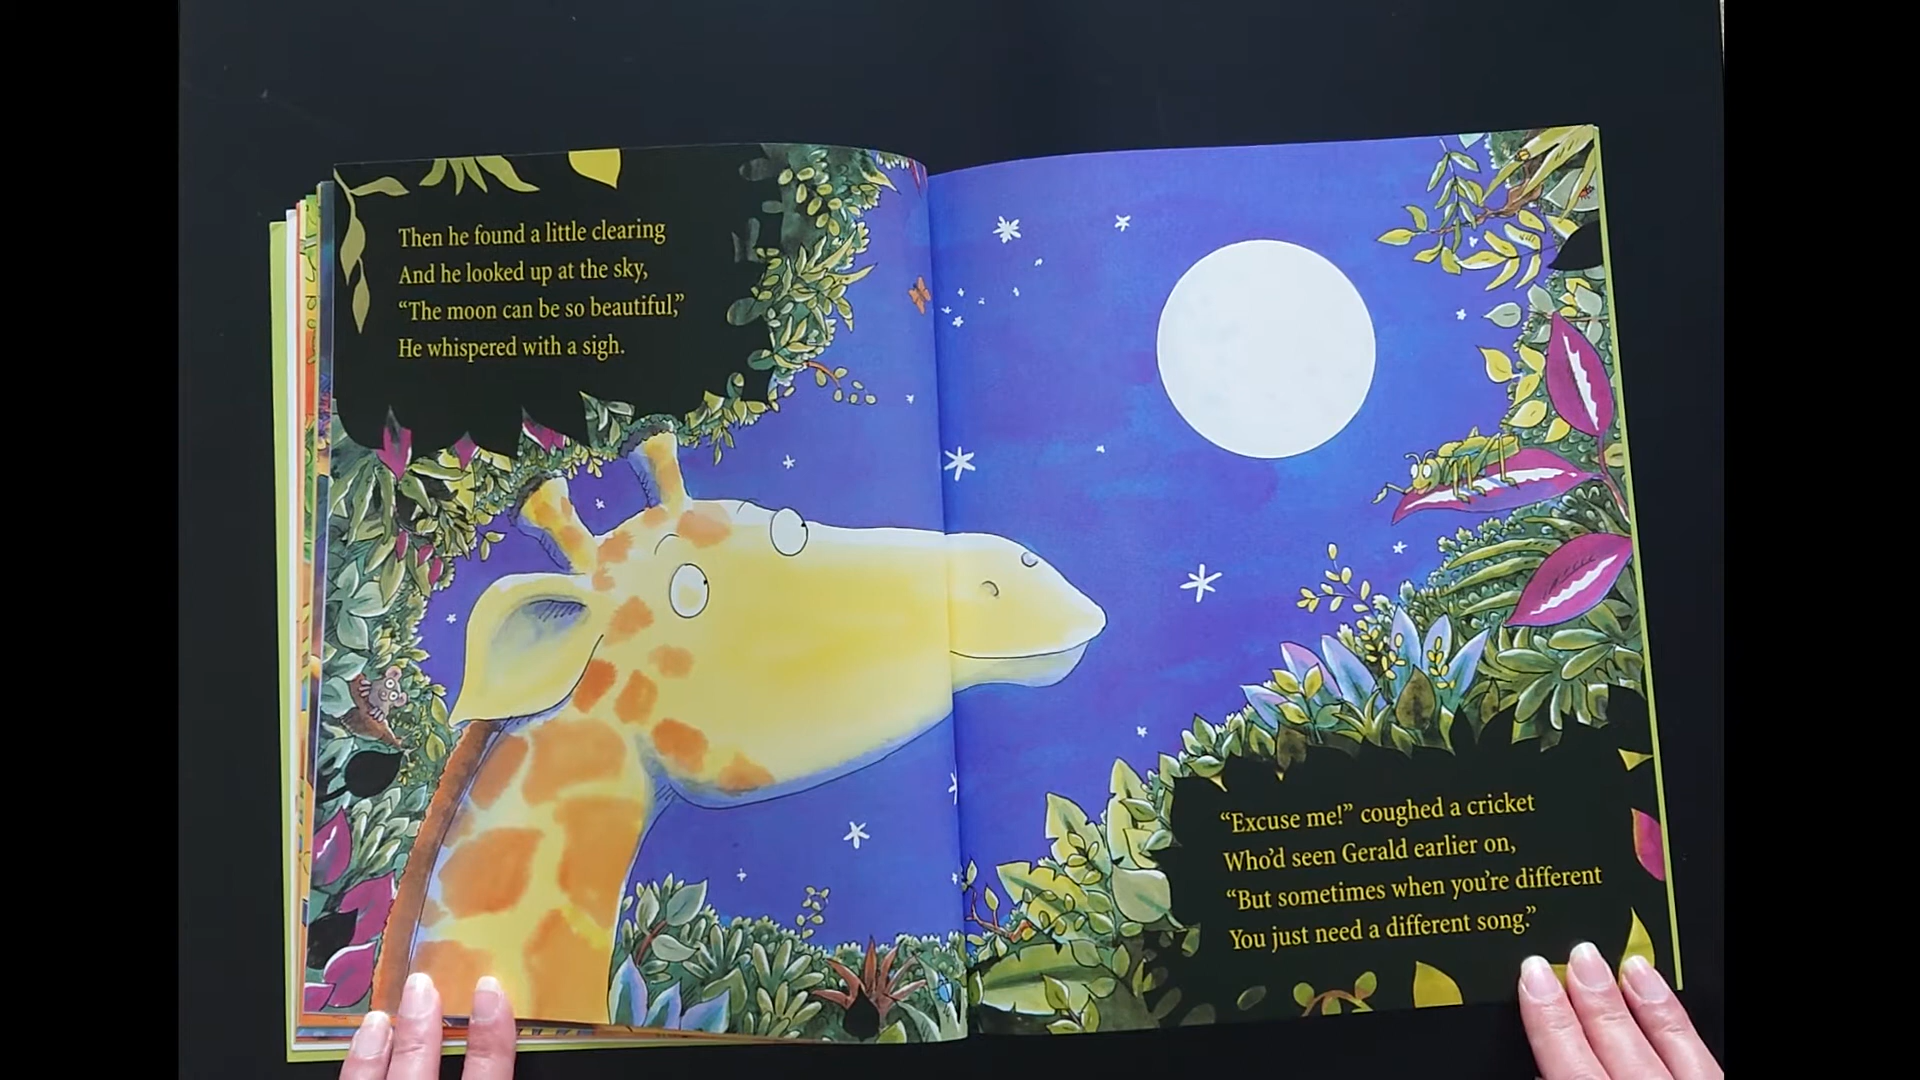 Then he found a little clearing
And he looked up at the sky,
“The moon can be so beautiful,”
He whispered with a sigh.
“Excuse me!” coughed a cricket
Who’d seen Gerald earlier on,
“But sometimes when you’re different
You just need a different song.”